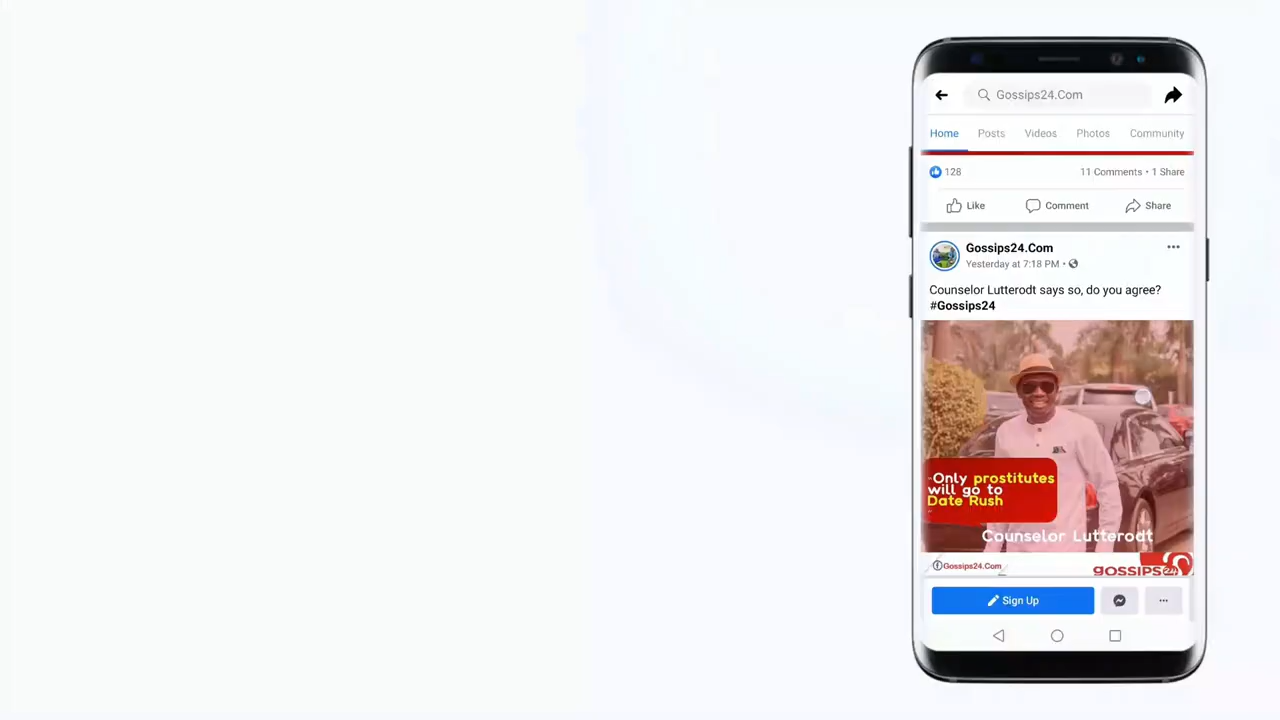 Gossips24.Com
Home Posts Videos Photos Community
128 11 Comments • 1 Share
Like Comment Share
Gossips24.Com
Yesterday at 7:18 PM •
Counselor Lutterodt says so, do you agree?
#Gossips24
Only prostitutes
will go to
Date Rush
Counselor Lutterodt
Gossips24.Com
gossips24
Sign Up